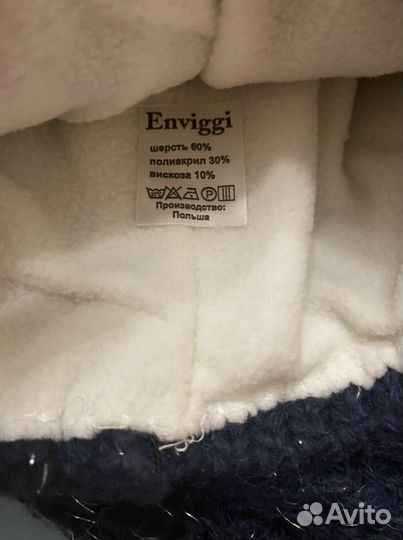 Enviggi
шерсть 60%
полиакрил 30%
вискоза 10%
P
Производство:
Польша
Avito